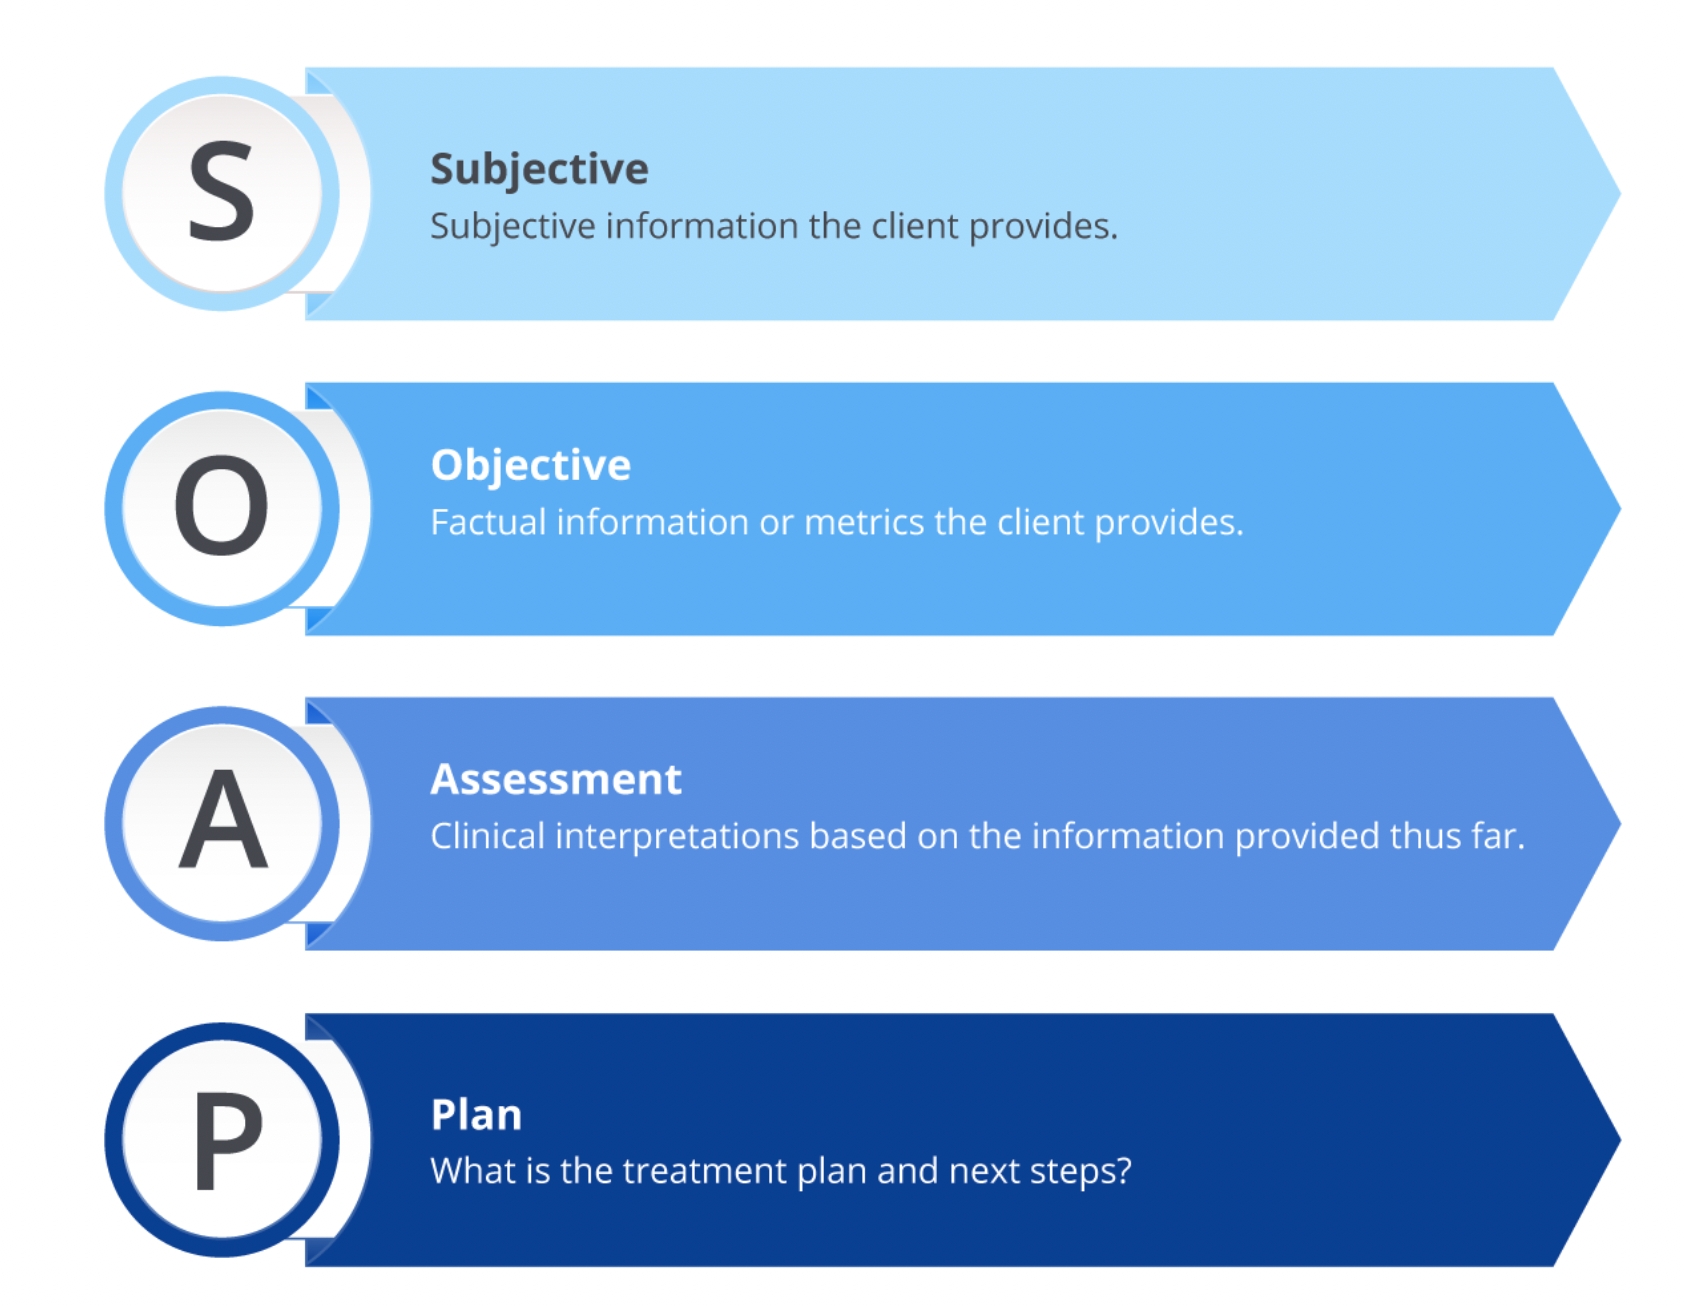 S
Subjective
Subjective information the client provides.
O
Objective
Factual information or metrics the client provides.
A
Assessment
Clinical interpretations based on the information provided thus far.
P
Plan
What is the treatment plan and next steps?